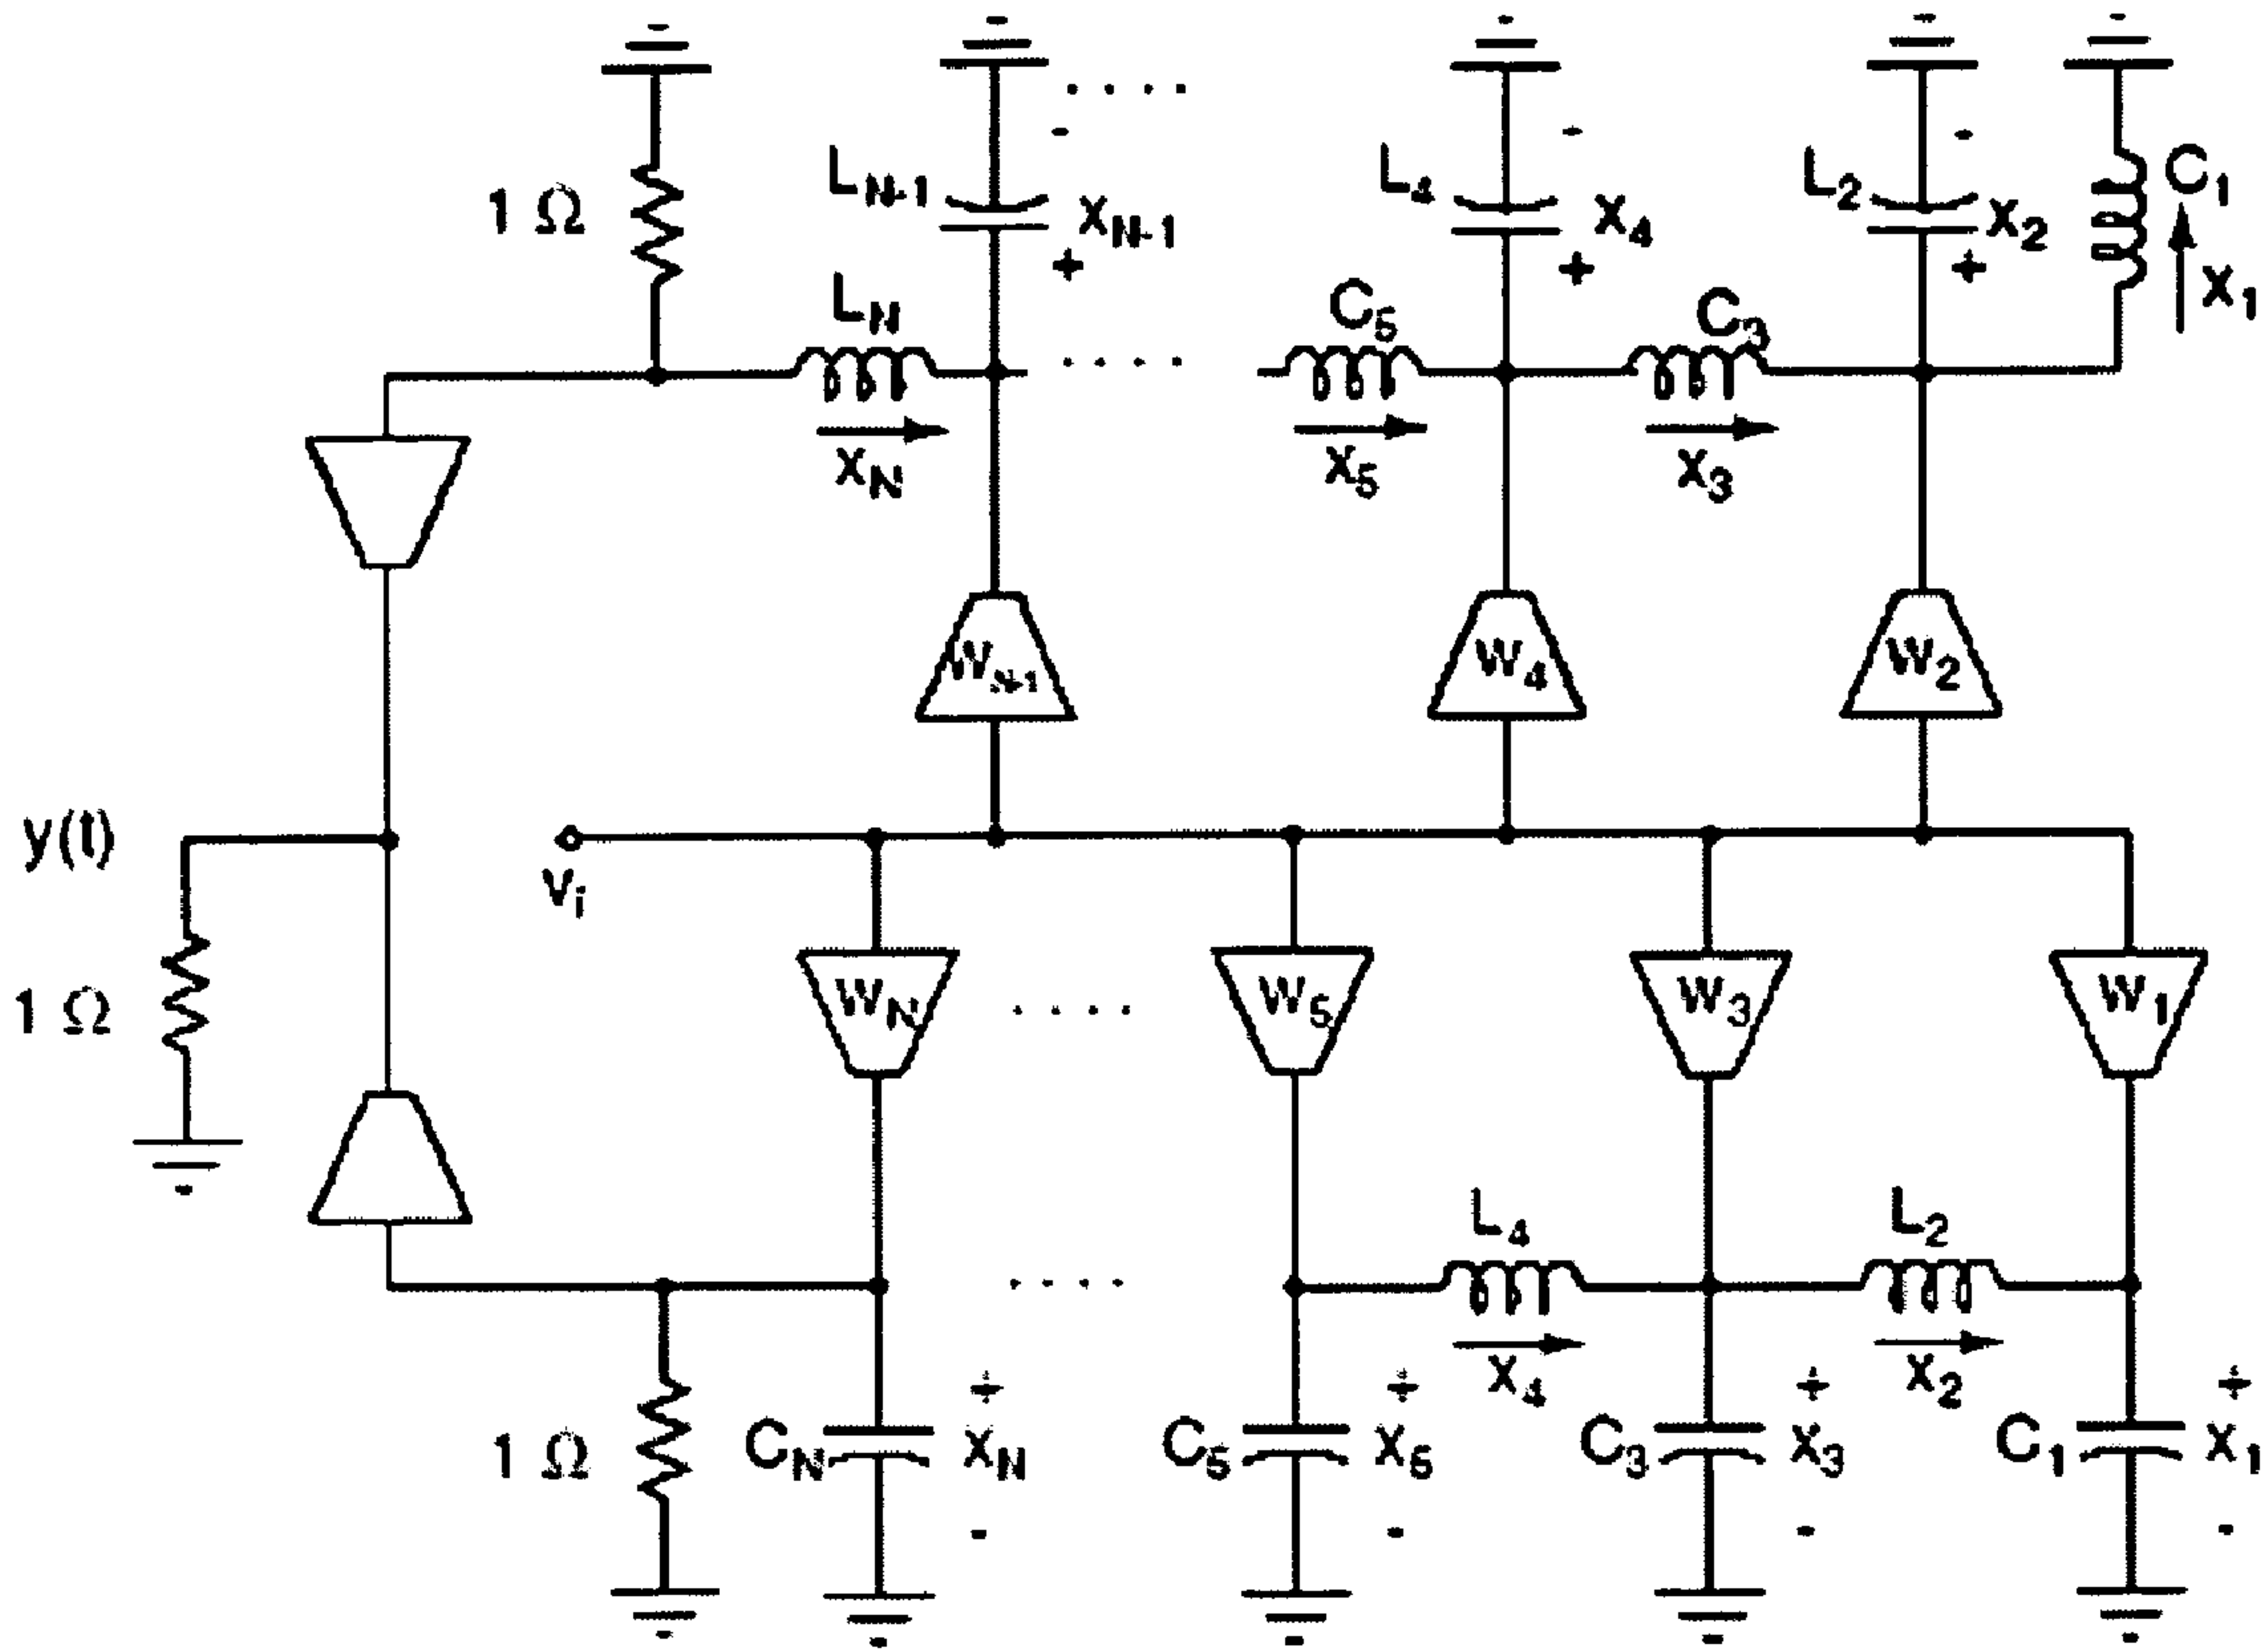 1 Ω
L_{N-1}
-
x_{N-1}
+
. . . .
L_4
-
x_4
+
L_2
-
x_2
+
C_1
x_1
L_N
x_N
. . . .
C_5
x_5
C_3
x_3
W_{N-1}
W_4
W_2
y(t)
v_i
1 Ω
W_N
. . . .
W_5
W_3
W_1
. . . .
L_4
x_4
L_2
x_2
1 Ω
C_N
+
x_N
-
C_5
+
x_5
-
C_3
+
x_3
-
C_1
+
x_1
-